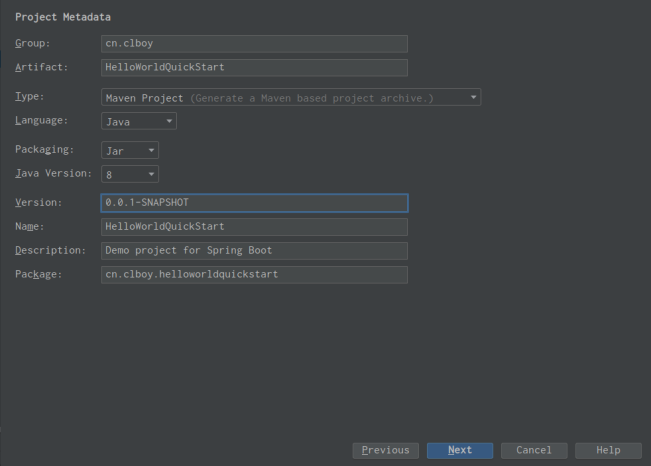 Project Metadata
Group: cn.clboy
Artifact: HelloWorldQuickStart
Type: Maven Project (Generate a Maven based project archive.)
Language: Java
Packaging: Jar
Java Version: 8
Version: 0.0.1-SNAPSHOT
Name: HelloWorldQuickStart
Description: Demo project for Spring Boot
Package: cn.clboy.helloworldquickstart
Previous Next Cancel Help